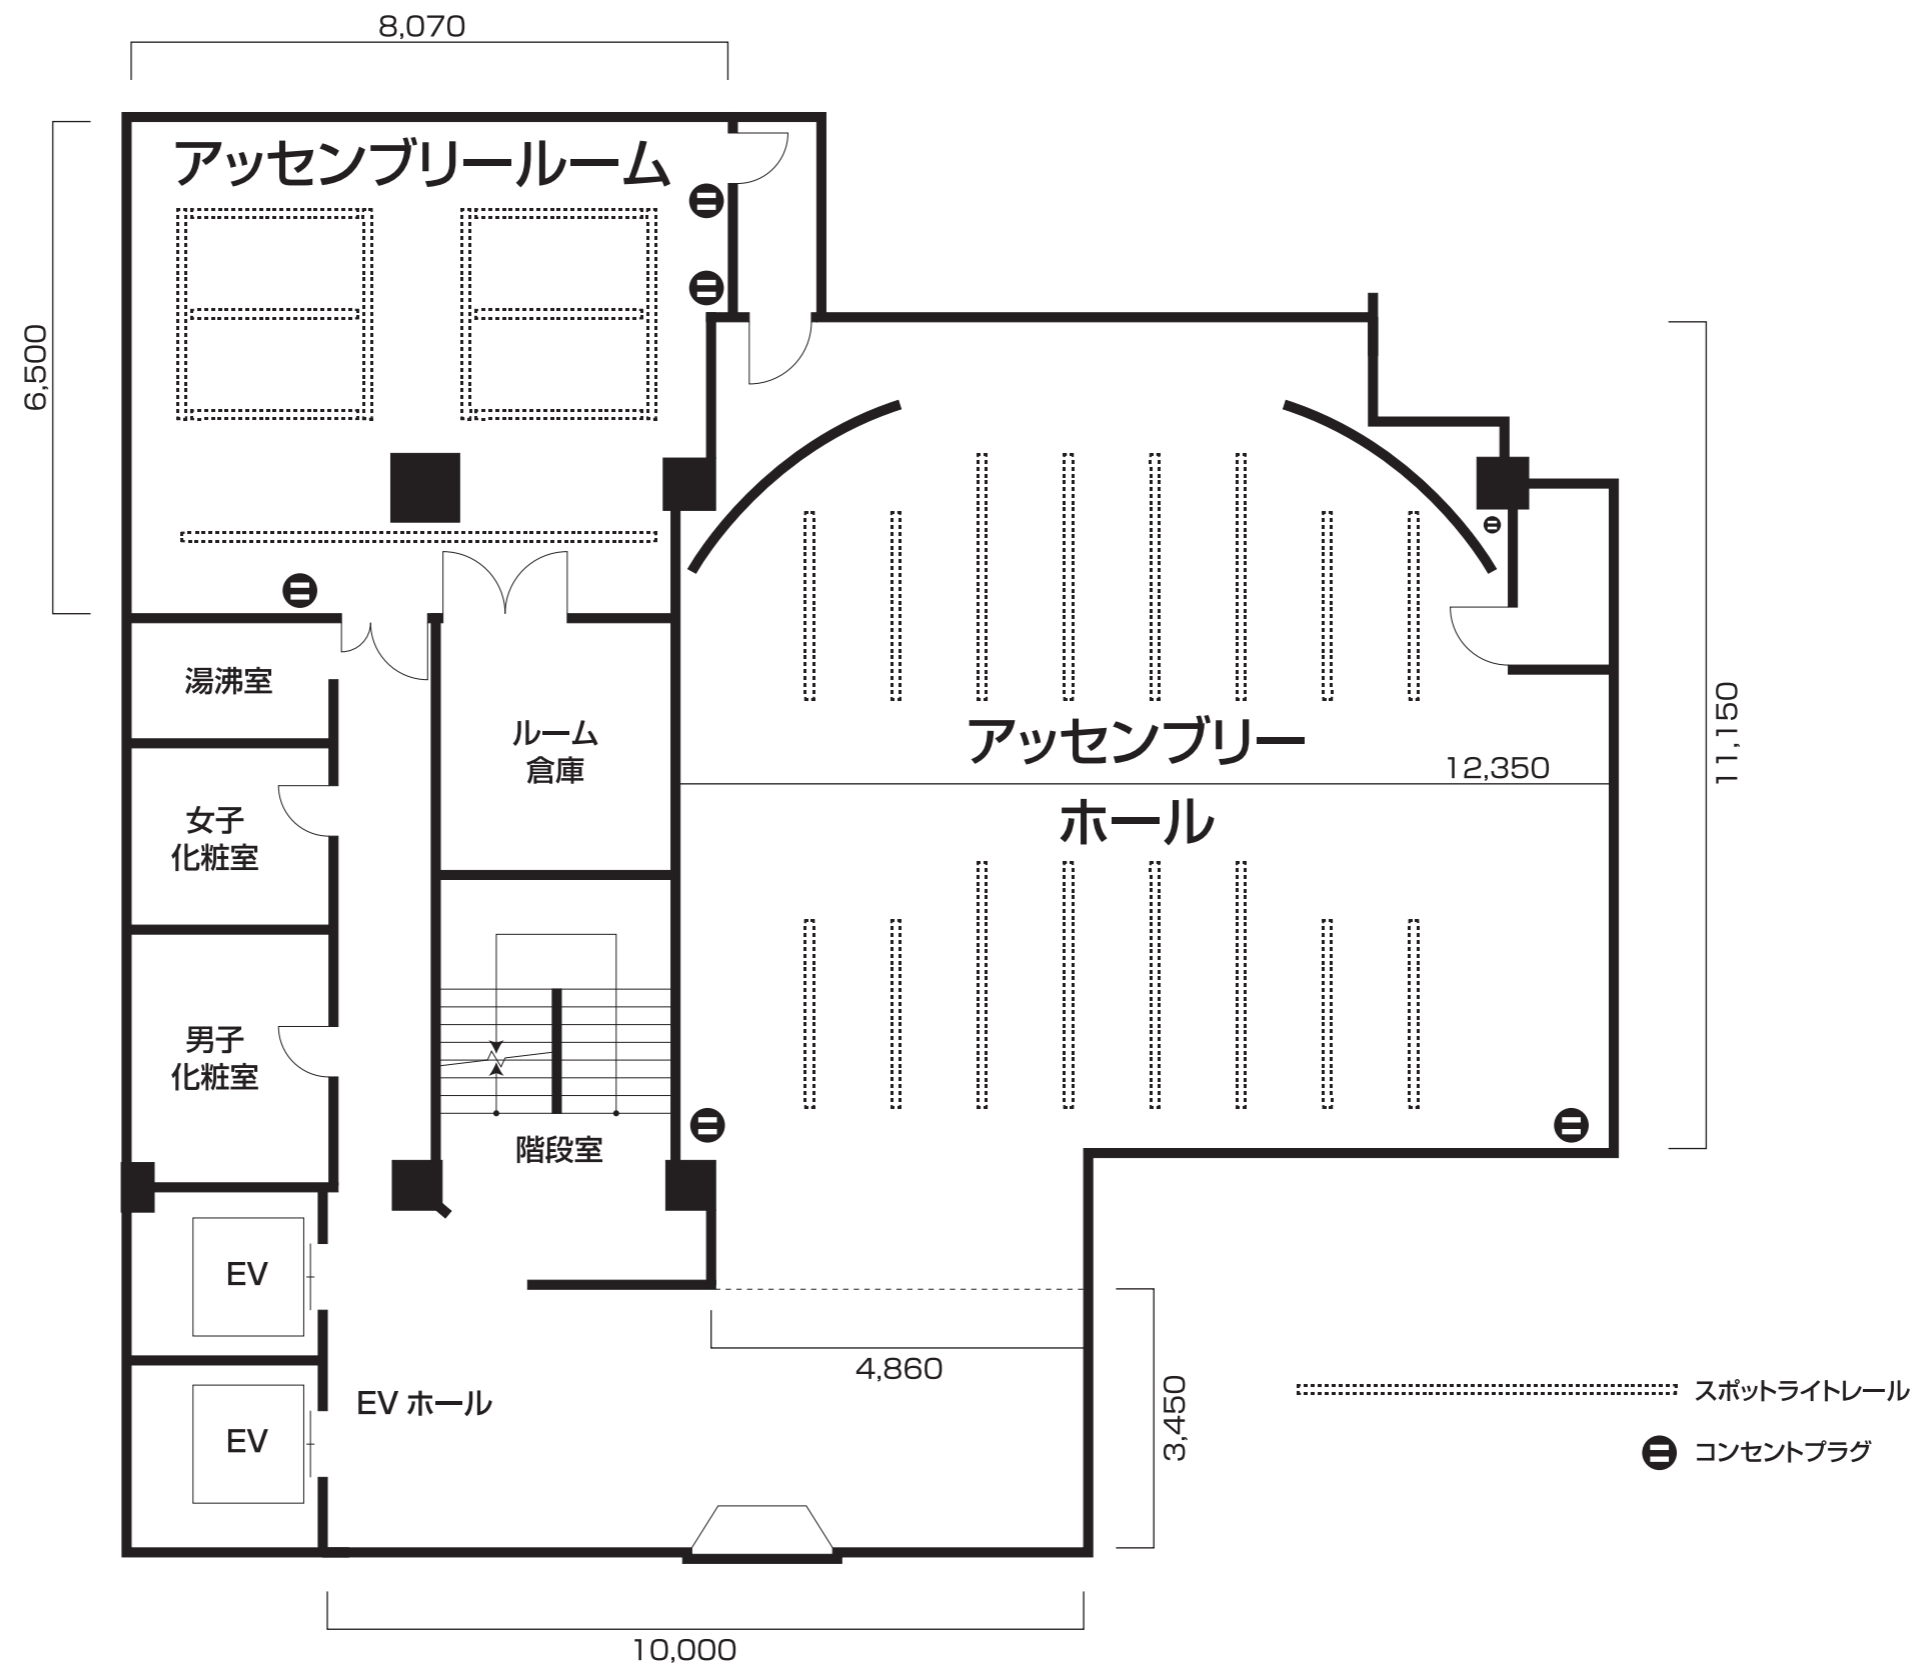 8,070
アッセンブリールーム
6,500
湯沸室
ルーム
倉庫
アッセンブリー
12,350
11,150
ホール
女子
化粧室
男子
化粧室
階段室
EV
4,860
EV ホール
EV
3,450
スポットライトレール
コンセントプラグ
10,000